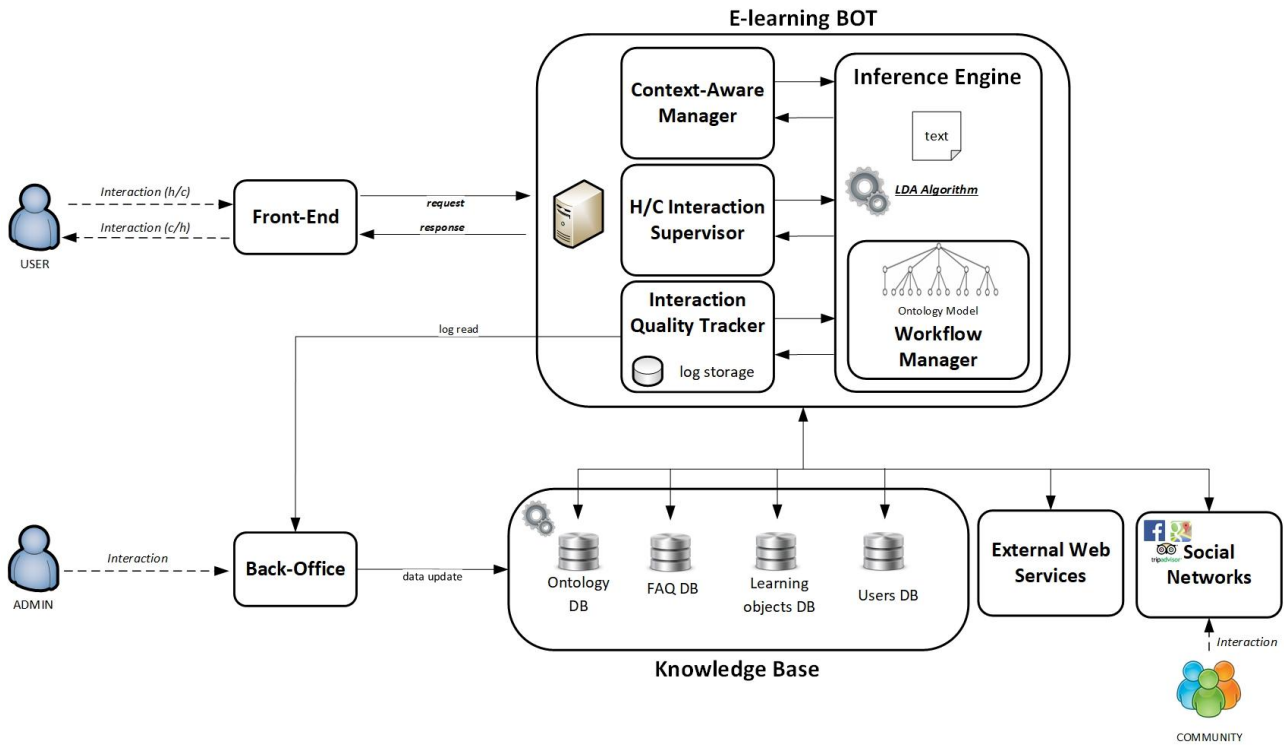 E-learning BOT
Context-Aware
Manager
Inference Engine
text
LDA Algorithm
Interaction (h/c)
Interaction (c/h)
USER
Front-End
request
response
H/C Interaction
Supervisor
Ontology Model
Workflow
Manager
Interaction
Quality Tracker
log storage
log read
ADMIN
Interaction
Back-Office
data update
Ontology
DB
FAQ DB
Learning
objects DB
Users DB
Knowledge Base
External Web
Services
tripadvisor
Social
Networks
Interaction
COMMUNITY